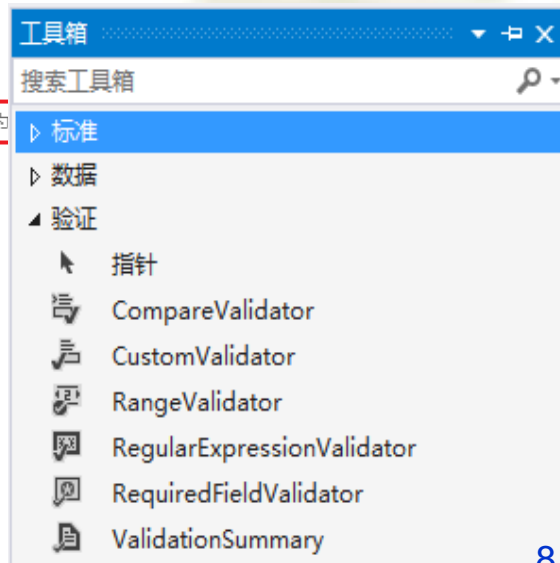 工具箱
搜索工具箱
标准
数据
验证
指针
CompareValidator
CustomValidator
RangeValidator
RegularExpressionValidator
RequiredFieldValidator
ValidationSummary
8